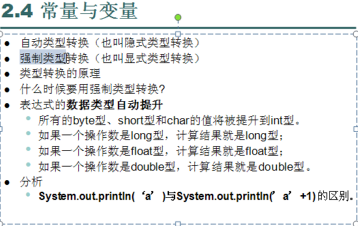 2.4 常量与变量
自动类型转换（也叫隐式类型转换）
强制类型转换（也叫显式类型转换）
类型转换的原理
什么时候要用强制类型转换?
表达式的数据类型自动提升
所有的byte型、short型和char的值将被提升到int型。
如果一个操作数是long型，计算结果就是long型；
如果一个操作数是float型，计算结果就是float型；
如果一个操作数是double型，计算结果就是double型。
分析
System.out.println(‘a’)与System.out.println(’a’+1)的区别。